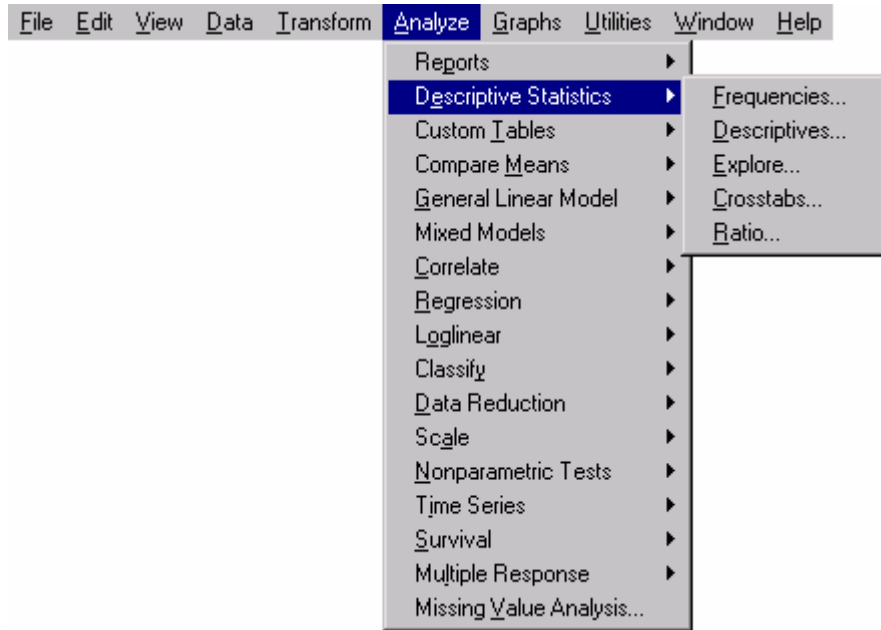 File Edit View Data Transform Analyze Graphs Utilities Window Help
Reports
Descriptive Statistics
Custom Tables
Compare Means
General Linear Model
Mixed Models
Correlate
Regression
Loglinear
Classify
Data Reduction
Scale
Nonparametric Tests
Time Series
Survival
Multiple Response
Missing Value Analysis...
Frequencies...
Descriptives...
Explore...
Crosstabs...
Ratio...